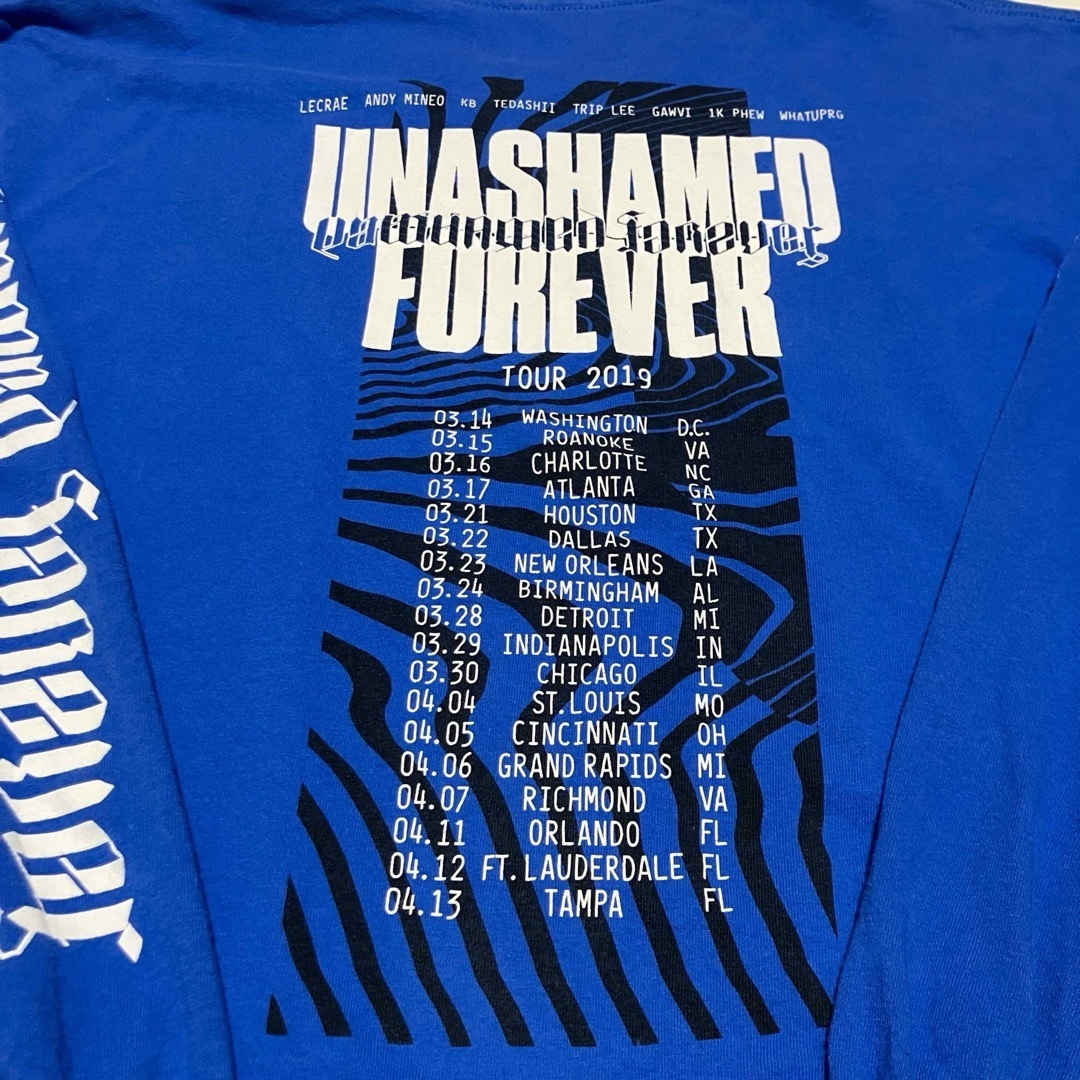 LECRAE ANDY MINEO KB TEDASHII TRIP LEE GAWVI 1K PHEW WHATUPRG
UNASHAMED
unashamed forever
FOREVER
TOUR 2019
03.14 WASHINGTON D.C.
03.15 ROANOKE VA
03.16 CHARLOTTE NC
03.17 ATLANTA GA
03.21 HOUSTON TX
03.22 DALLAS TX
03.23 NEW ORLEANS LA
03.24 BIRMINGHAM AL
03.28 DETROIT MI
03.29 INDIANAPOLIS IN
03.30 CHICAGO IL
04.04 ST.LOUIS MO
04.05 CINCINNATI OH
04.06 GRAND RAPIDS MI
04.07 RICHMOND VA
04.11 ORLANDO FL
04.12 FT.LAUDERDALE FL
04.13 TAMPA FL
forever